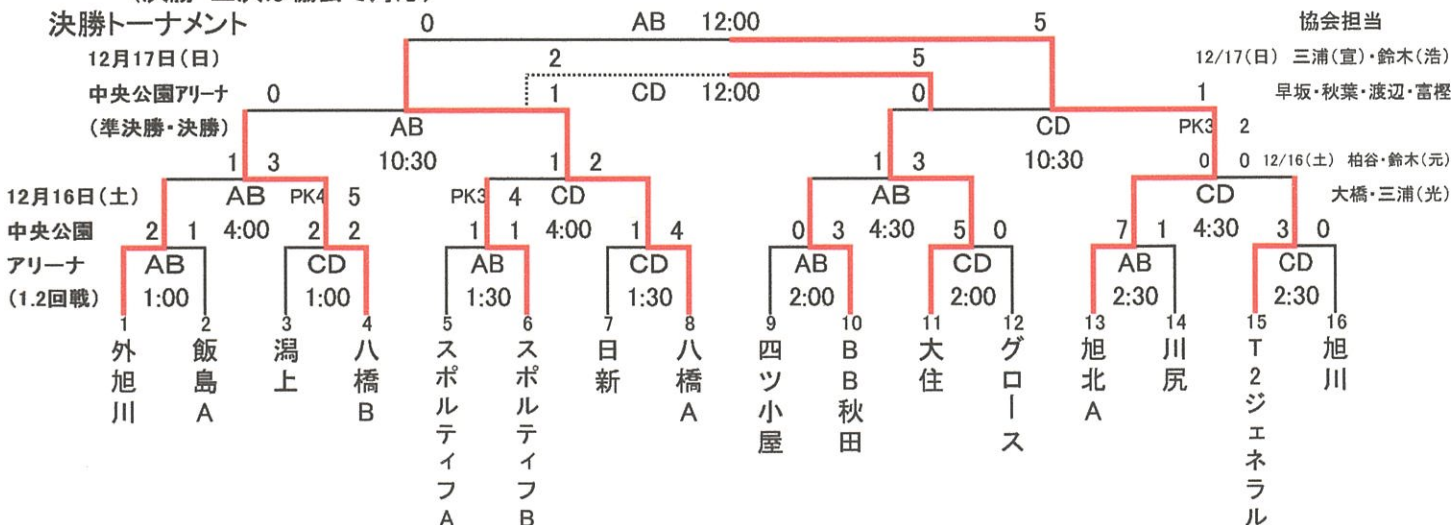 決勝トーナメント
0 AB 12:00 5
協会担当
12月17日(日)
2 5
12/17(日) 三浦(宣)・鈴木(浩)
中央公園アリーナ
0 1 CD 12:00 0 1
早坂・秋葉・渡辺・富樫
(準決勝・決勝)
AB CD PK3 2
1 3 10:30 1 2 1 3 10:30 0 0
12/16(土) 柏谷・鈴木(元)
12月16日(土)
AB PK4 5 PK3 4 CD AB CD
大橋・三浦(光)
中央公園
2 1 4:00 2 2 1 1 4:00 1 4 0 3 4:30 5 0 7 1 4:30 3 0
アリーナ
AB CD AB CD AB CD AB CD
(1.2回戦)
1:00 1:00 1:30 1:30 2:00 2:00 2:30 2:30
1 2 3 4 5 6 7 8 9 10 11 12 13 14 15 16
外旭川
飯島A
潟上
八橋B
スポルティフA
スポルティフB
日新
八橋A
四ツ小屋
BB秋田
大住
グロース
旭北A
川尻
T2ジェネラル
旭川